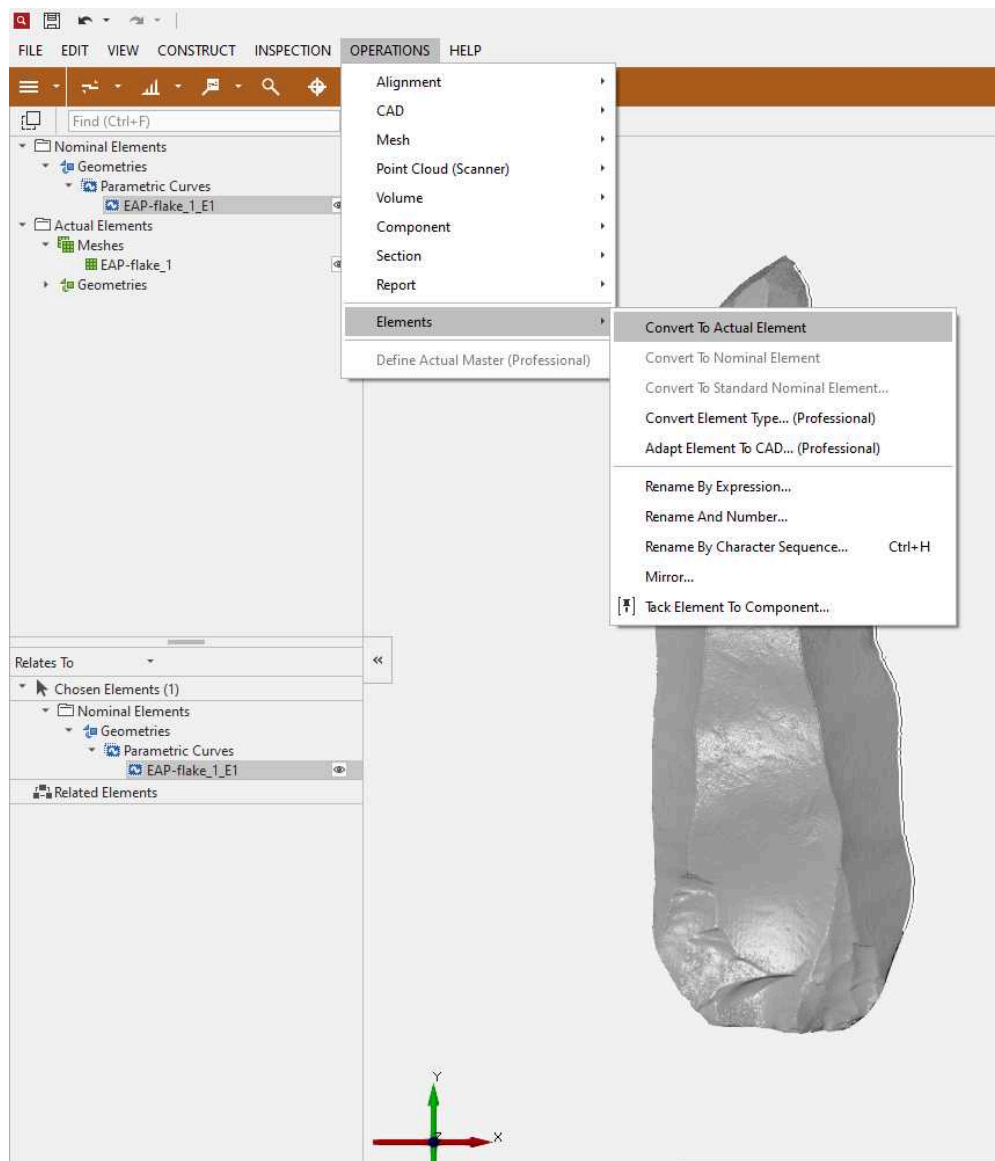 FILE EDIT VIEW CONSTRUCT INSPECTION OPERATIONS HELP
Find (Ctrl+F)
Nominal Elements
Geometries
Parametric Curves
EAP-flake_1_E1
Actual Elements
Meshes
EAP-flake_1
Geometries
Alignment
CAD
Mesh
Point Cloud (Scanner)
Volume
Component
Section
Report
Elements
Define Actual Master (Professional)
Convert To Actual Element
Convert To Nominal Element
Convert To Standard Nominal Element...
Convert Element Type... (Professional)
Adapt Element To CAD... (Professional)
Rename By Expression...
Rename And Number...
Rename By Character Sequence... Ctrl+H
Mirror...
Tack Element To Component...
Relates To
Chosen Elements (1)
Nominal Elements
Geometries
Parametric Curves
EAP-flake_1_E1
Related Elements
Y
Z
X